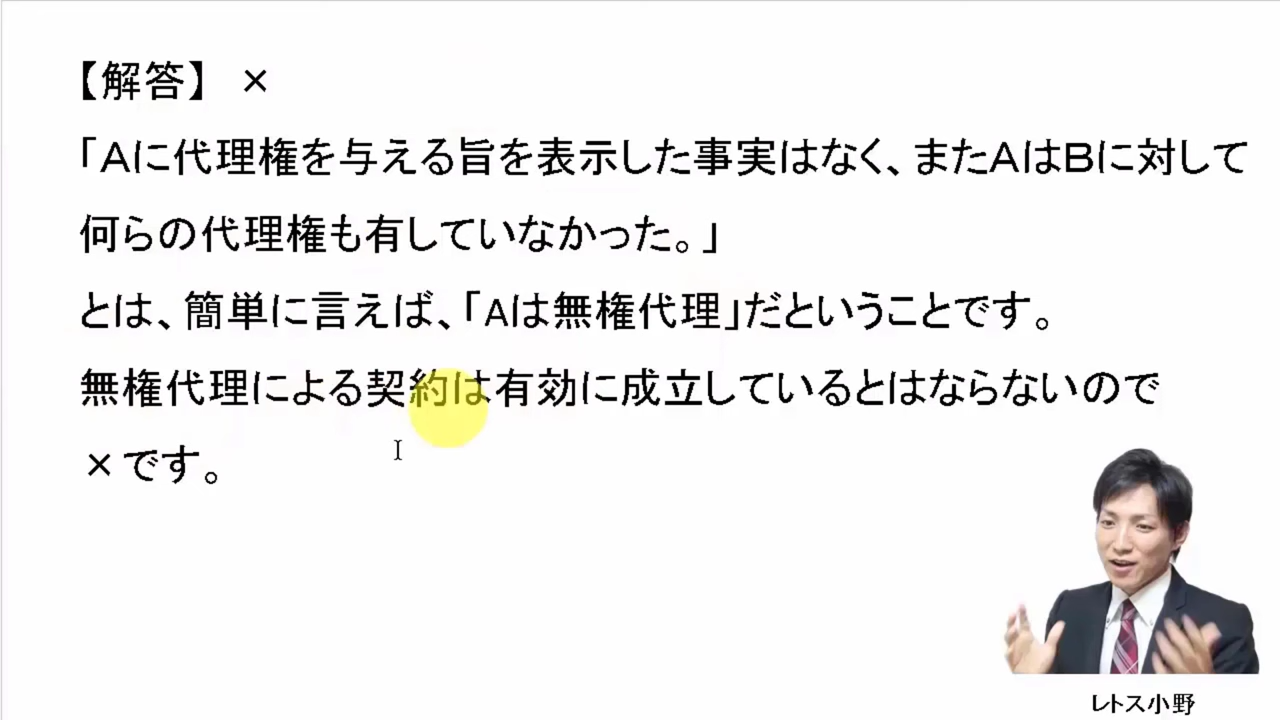 【解答】 ×
「Aに代理権を与える旨を表示した事実はなく、またAはBに対して
何らの代理権も有していなかった。」
とは、簡単に言えば、「Aは無権代理」だということです。
無権代理による契約は有効に成立しているとはならないので
×です。
レトス小野